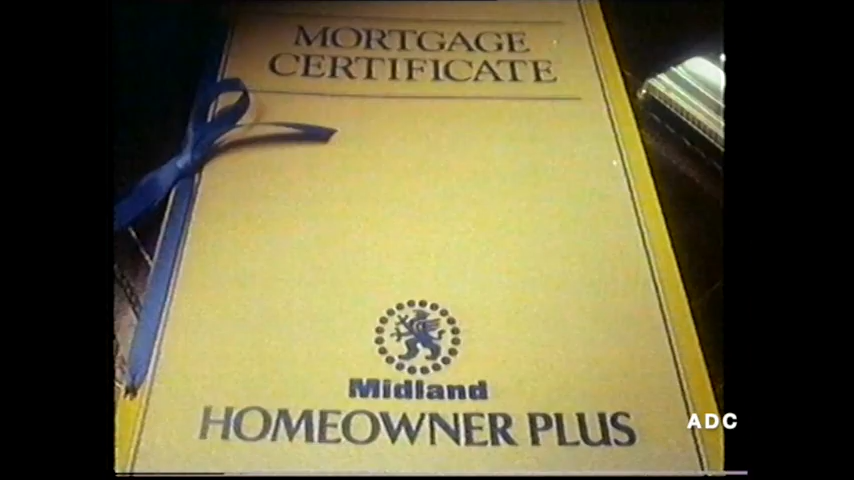 MORTGAGE
CERTIFICATE
Midland
HOMEOWNER PLUS
ADC